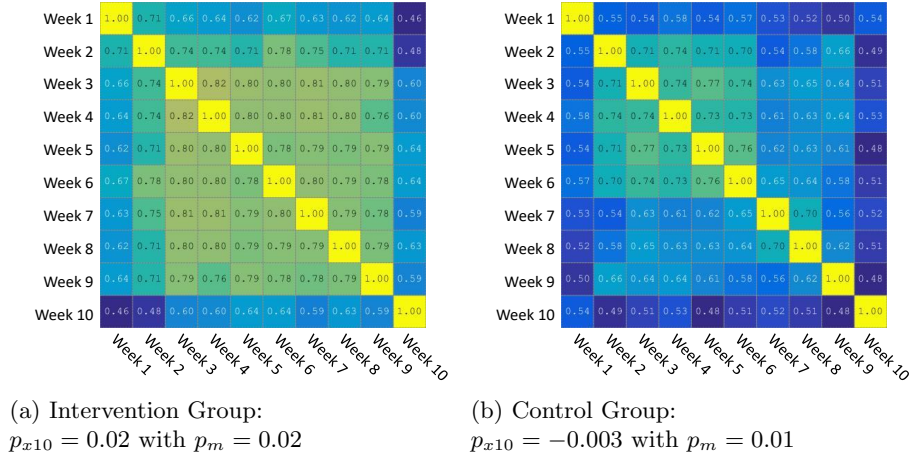 Week 1 1.00 0.71 0.66 0.64 0.62 0.67 0.63 0.62 0.64 0.46
Week 2 0.71 1.00 0.74 0.74 0.71 0.78 0.75 0.71 0.71 0.48
Week 3 0.66 0.74 1.00 0.82 0.80 0.80 0.81 0.80 0.79 0.60
Week 4 0.64 0.74 0.82 1.00 0.80 0.80 0.81 0.80 0.76 0.60
Week 5 0.62 0.71 0.80 0.80 1.00 0.78 0.79 0.79 0.79 0.64
Week 6 0.67 0.78 0.80 0.80 0.78 1.00 0.80 0.79 0.78 0.64
Week 7 0.63 0.75 0.81 0.81 0.79 0.80 1.00 0.79 0.78 0.59
Week 8 0.62 0.71 0.80 0.80 0.79 0.79 0.79 1.00 0.79 0.63
Week 9 0.64 0.71 0.79 0.76 0.79 0.78 0.78 0.79 1.00 0.59
Week 10 0.46 0.48 0.60 0.60 0.64 0.64 0.59 0.63 0.59 1.00
Week 1 Week 2 Week 3 Week 4 Week 5 Week 6 Week 7 Week 8 Week 9 Week 10
(a) Intervention Group:
p_{x10} = 0.02 with p_m = 0.02
Week 1 1.00 0.55 0.54 0.58 0.54 0.57 0.53 0.52 0.50 0.54
Week 2 0.55 1.00 0.71 0.74 0.71 0.70 0.54 0.58 0.66 0.49
Week 3 0.54 0.71 1.00 0.74 0.77 0.74 0.63 0.65 0.64 0.51
Week 4 0.58 0.74 0.74 1.00 0.73 0.73 0.61 0.63 0.64 0.53
Week 5 0.54 0.71 0.77 0.73 1.00 0.76 0.62 0.63 0.61 0.48
Week 6 0.57 0.70 0.74 0.73 0.76 1.00 0.65 0.64 0.58 0.51
Week 7 0.53 0.54 0.63 0.61 0.62 0.65 1.00 0.70 0.56 0.52
Week 8 0.52 0.58 0.65 0.63 0.63 0.64 0.70 1.00 0.62 0.51
Week 9 0.50 0.66 0.64 0.64 0.61 0.58 0.56 0.62 1.00 0.48
Week 10 0.54 0.49 0.51 0.53 0.48 0.51 0.52 0.51 0.48 1.00
Week 1 Week 2 Week 3 Week 4 Week 5 Week 6 Week 7 Week 8 Week 9 Week 10
(b) Control Group:
p_{x10} = −0.003 with p_m = 0.01